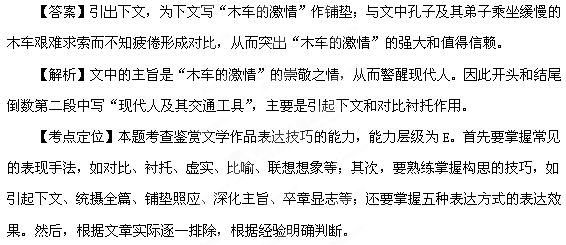 【答案】引出下文，为下文写“木车的激情”作铺垫；与文中孔子及其弟子乘坐缓慢的
木车艰难求索而不知疲倦形成对比，从而突出“木车的激情”的强大和值得信赖。
【解析】文中的主旨是“木车的激情”的崇敬之情，从而警醒现代人。因此开头和结尾
倒数第二段中写“现代人及其交通工具”，主要是引起下文和对比衬托作用。
【考点定位】本题考查鉴赏文学作品表达技巧的能力，能力层级为 E。首先要掌握常见
的表现手法，如对比、衬托、虚实、比喻、联想想象等；其次，要熟练掌握构思的技巧，如
引起下文、统摄全篇、铺垫照应、深化主旨、卒章显志等；还要掌握五种表达方式的表达效
果。然后，根据文章实际逐一排除，根据经验明确判断。